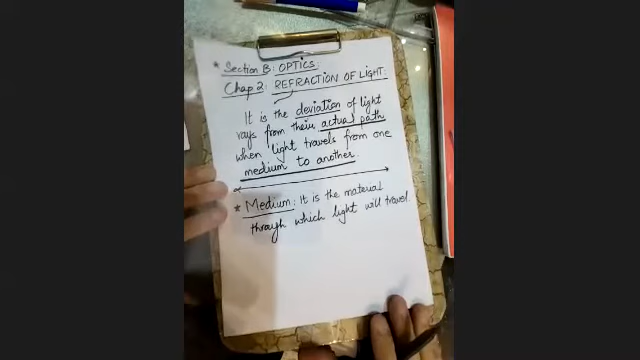 * Section B: OPTICS:
Chap 2: REFRACTION OF LIGHT:
It is the deviation of light
rays from their actual path
when light travels from one
medium to another.
* Medium: It is the material
through which light will travel.